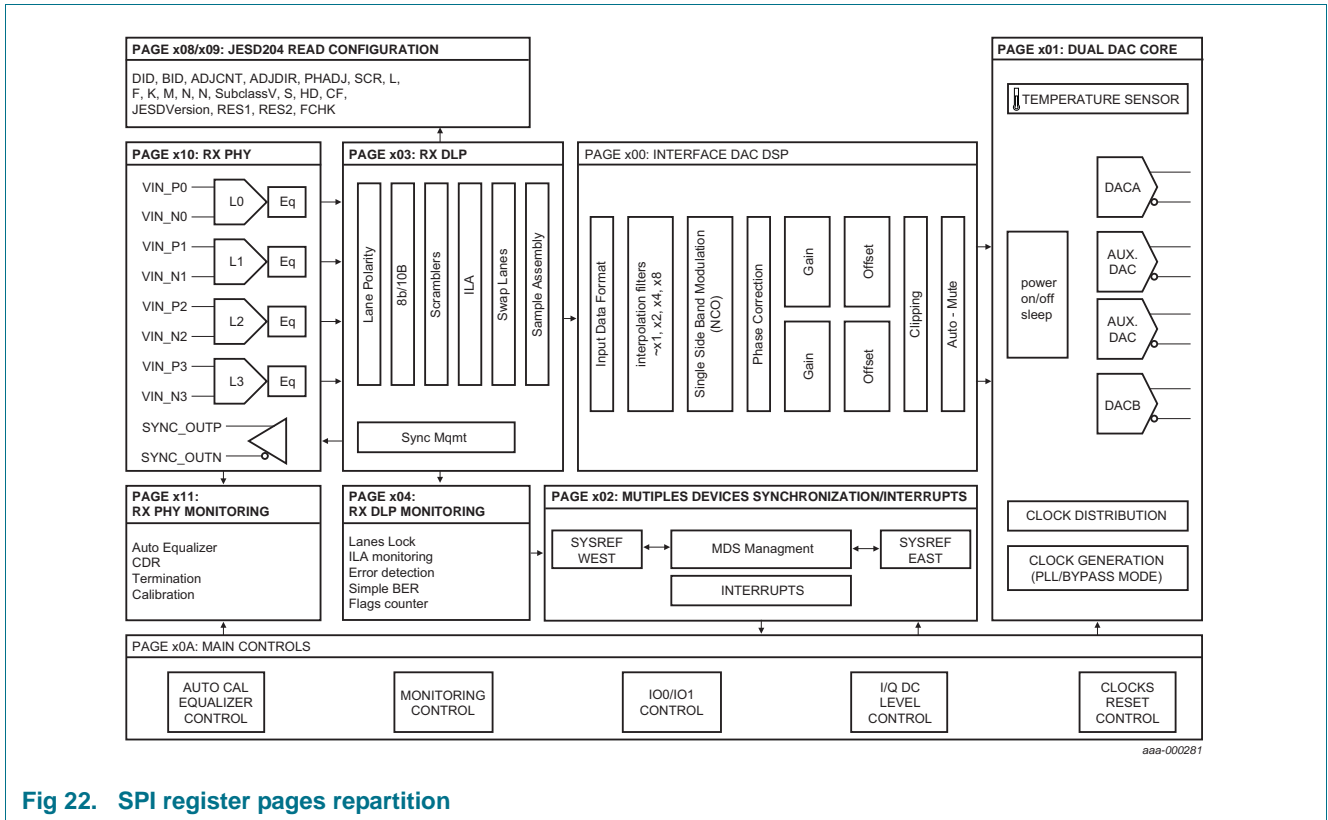 PAGE x08/x09: JESD204 READ CONFIGURATION
DID, BID, ADJCNT, ADJDIR, PHADJ, SCR, L,
F, K, M, N, N, SubclassV, S, HD, CF,
JESDVersion, RES1, RES2, FCHK
PAGE x10: RX PHY
VIN_P0
VIN_N0
L0
Eq
VIN_P1
VIN_N1
L1
Eq
VIN_P2
VIN_N2
L2
Eq
VIN_P3
VIN_N3
L3
Eq
SYNC_OUTP
SYNC_OUTN
PAGE x03: RX DLP
Lane Polarity
8b/10B
Scramblers
ILA
Swap Lanes
Sample Assembly
Sync Mqmt
PAGE x00: INTERFACE DAC DSP
Input Data Format
interpolation filters
~x1, x2, x4, x8
Single Side Band Modulation
(NCO)
Phase Correction
Gain
Gain
Offset
Offset
Clipping
Auto - Mute
PAGE x01: DUAL DAC CORE
TEMPERATURE SENSOR
power
on/off
sleep
DACA
AUX.
DAC
AUX.
DAC
DACB
CLOCK DISTRIBUTION
CLOCK GENERATION
(PLL/BYPASS MODE)
PAGE x11:
RX PHY MONITORING
Auto Equalizer
CDR
Termination
Calibration
PAGE x04:
RX DLP MONITORING
Lanes Lock
ILA monitoring
Error detection
Simple BER
Flags counter
PAGE x02: MUTIPLES DEVICES SYNCHRONIZATION/INTERRUPTS
SYSREF
WEST
MDS Managment
SYSREF
EAST
INTERRUPTS
PAGE x0A: MAIN CONTROLS
AUTO CAL
EQUALIZER
CONTROL
MONITORING
CONTROL
IO0/IO1
CONTROL
I/Q DC
LEVEL
CONTROL
CLOCKS
RESET
CONTROL
aaa-000281
Fig 22. SPI register pages repartition